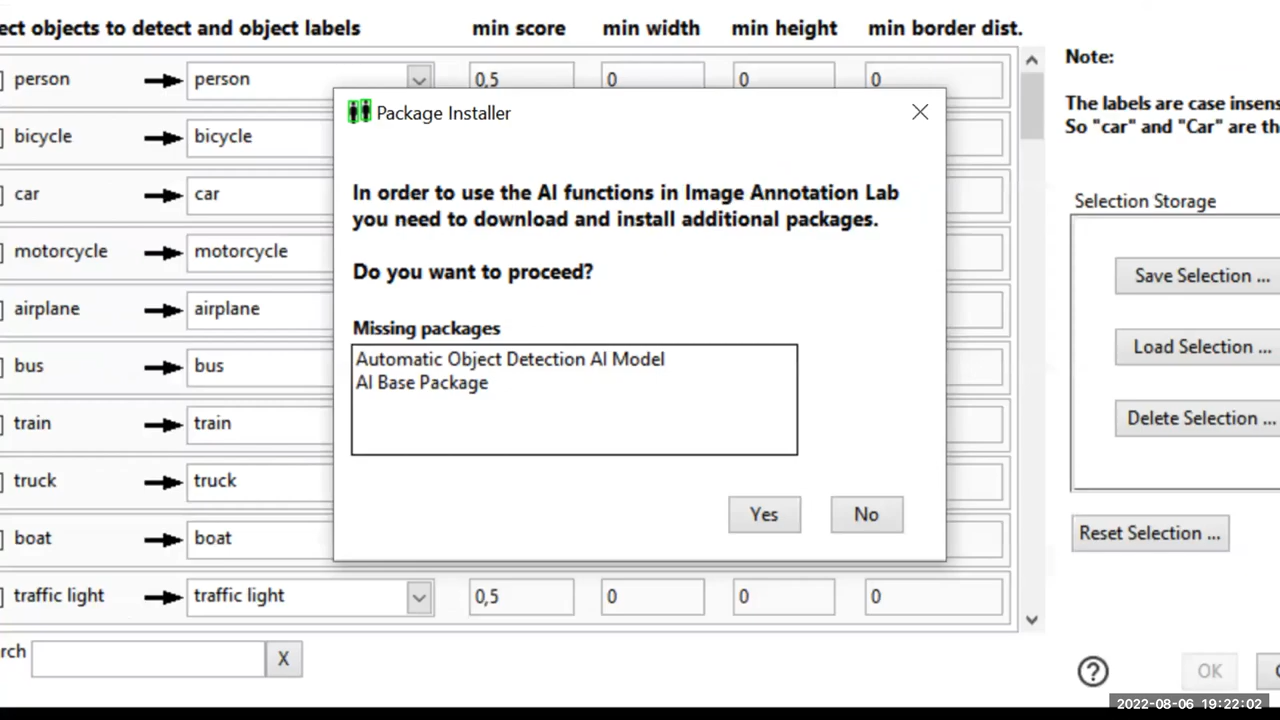 ect objects to detect and object labels min score min width min height min border dist.
person person 0,5 0 0 0
bicycle bicycle
car car
motorcycle motorcycle
airplane airplane
bus bus
train train
truck truck
boat boat
traffic light traffic light 0,5 0 0 0
rch X
Package Installer
In order to use the AI functions in Image Annotation Lab
you need to download and install additional packages.
Do you want to proceed?
Missing packages
Automatic Object Detection AI Model
AI Base Package
Yes No
Note:
The labels are case insens
So "car" and "Car" are th
Selection Storage
Save Selection ...
Load Selection ...
Delete Selection ...
Reset Selection ...
? OK
2022-08-06 19:22:02